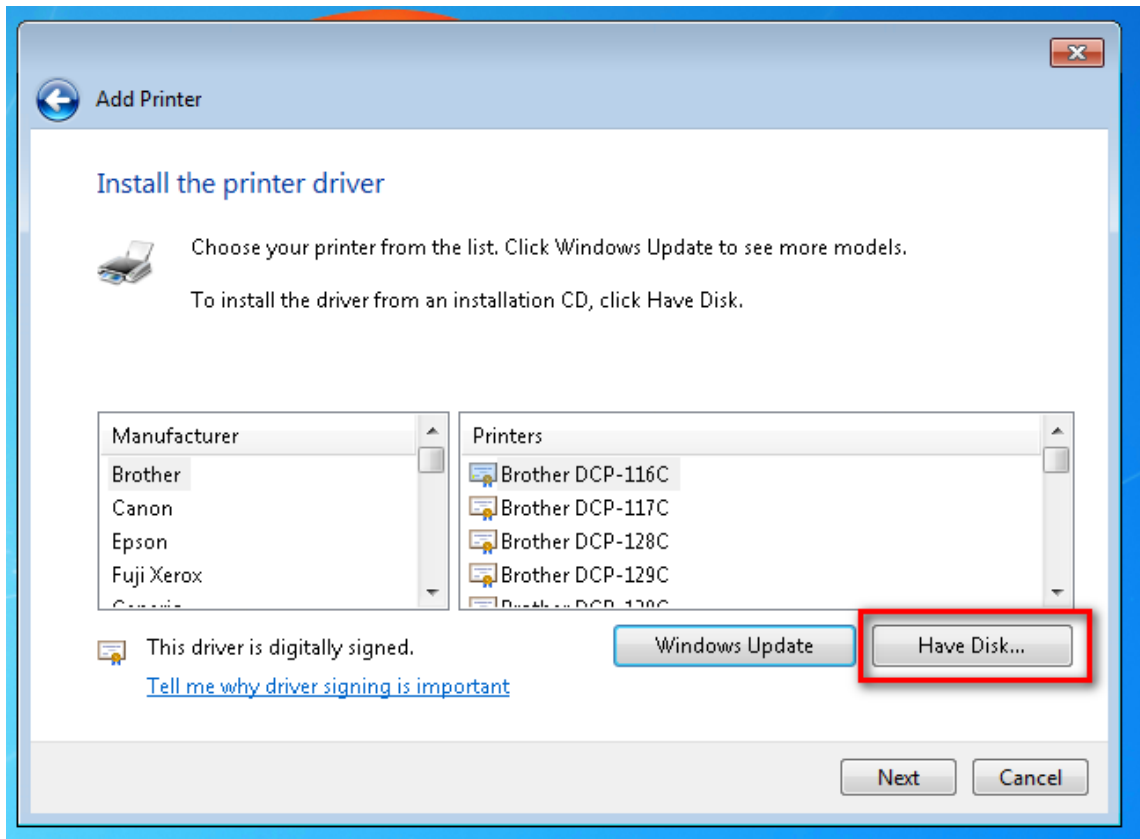 Add Printer
Install the printer driver
Choose your printer from the list. Click Windows Update to see more models.
To install the driver from an installation CD, click Have Disk.
Manufacturer
Brother
Canon
Epson
Fuji Xerox
Printers
Brother DCP-116C
Brother DCP-117C
Brother DCP-128C
Brother DCP-129C
This driver is digitally signed.
Tell me why driver signing is important
Windows Update
Have Disk...
Next
Cancel